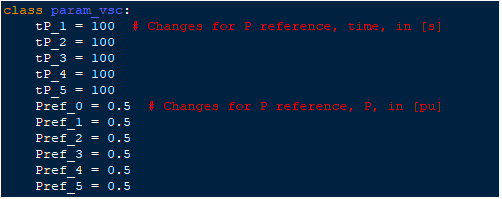 class param_vsc:
    tP_1 = 100  # Changes for P reference, time, in [s]
    tP_2 = 100
    tP_3 = 100
    tP_4 = 100
    tP_5 = 100
    Pref_0 = 0.5  # Changes for P reference, P, in [pu]
    Pref_1 = 0.5
    Pref_2 = 0.5
    Pref_3 = 0.5
    Pref_4 = 0.5
    Pref_5 = 0.5